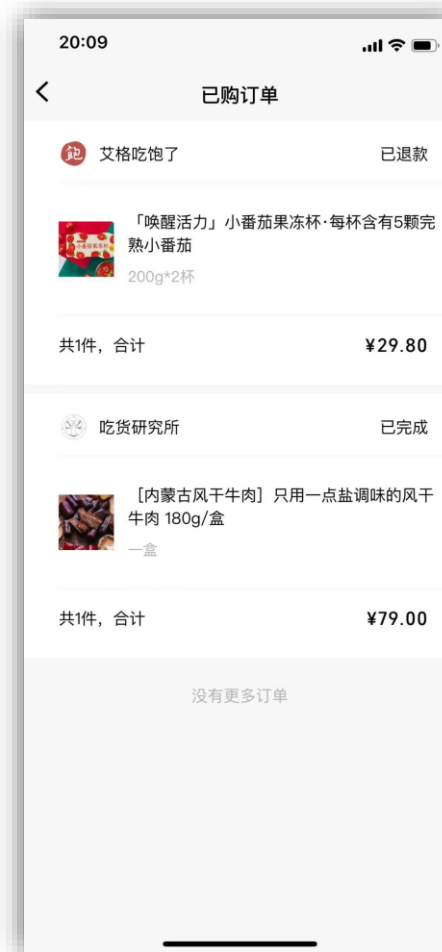 20:09
已购订单
艾格吃饱了
已退款
「唤醒活力」小番茄果冻杯·每杯含有5颗完
熟小番茄
200g*2杯
共1件，合计
¥29.80
吃货研究所
已完成
［内蒙古风干牛肉］只用一点盐调味的风干
牛肉 180g/盒
一盒
共1件，合计
¥79.00
没有更多订单